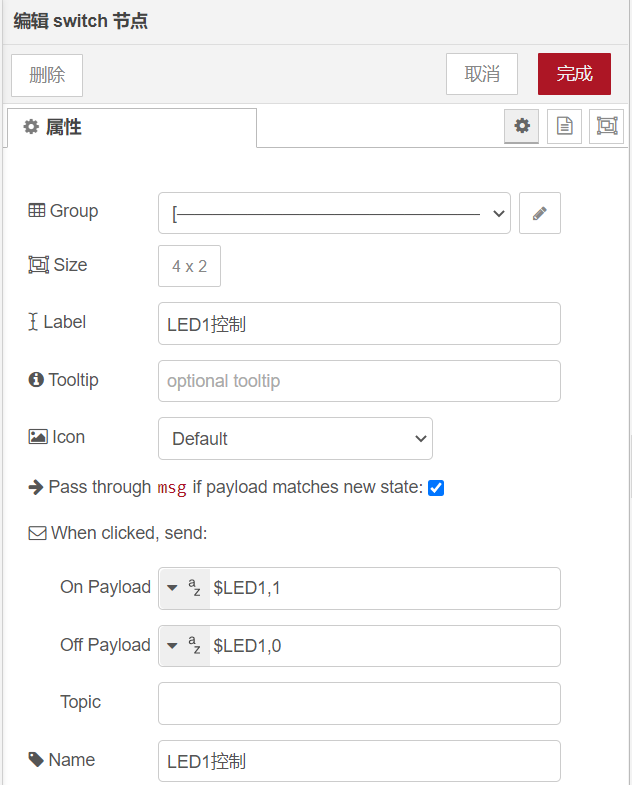 编辑 switch 节点
删除 取消 完成
属性
Group [—————————————————
Size 4 x 2
Label LED1控制
Tooltip optional tooltip
Icon Default
Pass through msg if payload matches new state:
When clicked, send:
On Payload az $LED1,1
Off Payload az $LED1,0
Topic
Name LED1控制